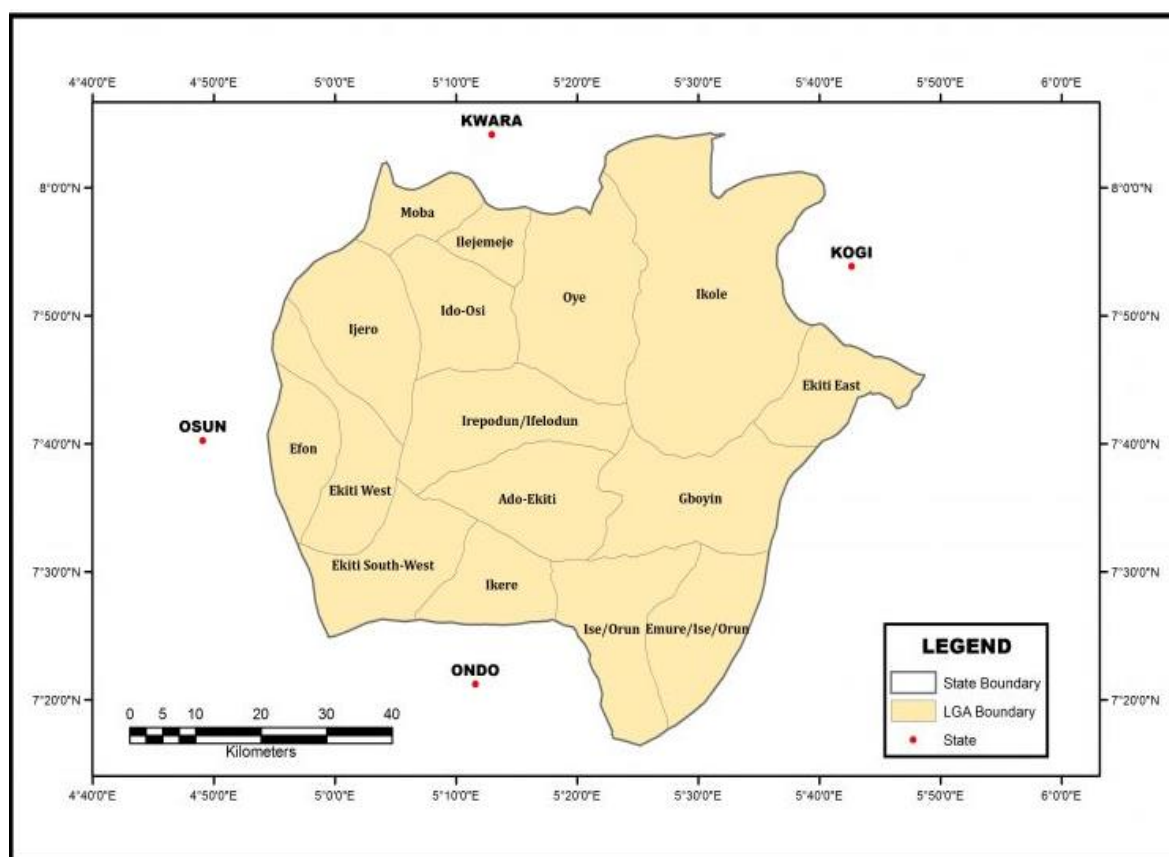 4°40'0"E 4°50'0"E 5°0'0"E 5°10'0"E 5°20'0"E 5°30'0"E 5°40'0"E 5°50'0"E 6°0'0"E
KWARA
8°0'0"N 8°0'0"N
Moba
Ilejemeje
KOGI
Oye
Ikole
Ido-Osi
7°50'0"N 7°50'0"N
Ijero
Ekiti East
Irepodun/Ifelodun
OSUN
7°40'0"N 7°40'0"N
Efon
Ekiti West
Ado-Ekiti
Gboyin
Ekiti South-West
7°30'0"N 7°30'0"N
Ikere
Ise/Orun
Emure/Ise/Orun
LEGEND
State Boundary
LGA Boundary
State
ONDO
7°20'0"N 7°20'0"N
0 5 10 20 30 40
Kilometers
4°40'0"E 4°50'0"E 5°0'0"E 5°10'0"E 5°20'0"E 5°30'0"E 5°40'0"E 5°50'0"E 6°0'0"E